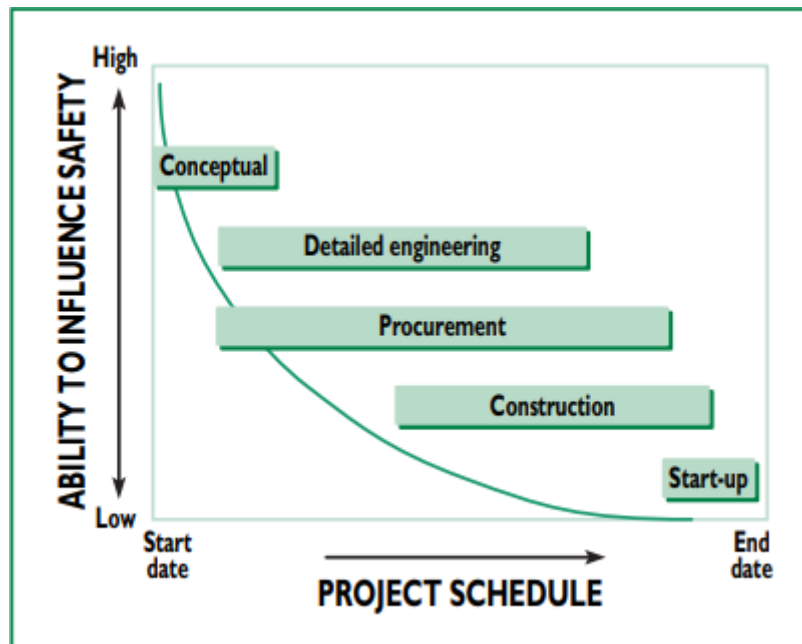 High
ABILITY TO INFLUENCE SAFETY
Conceptual
Detailed engineering
Procurement
Construction
Start-up
Low
Start
date
End
date
PROJECT SCHEDULE